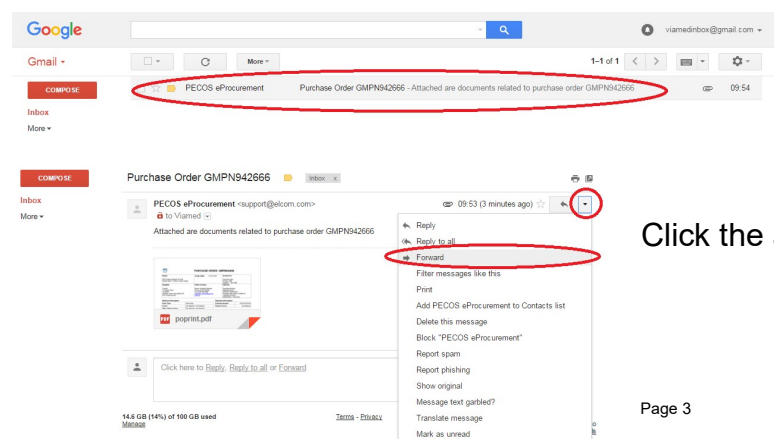 Google
viamedinbox@gmail.com
Gmail
More
1–1 of 1
COMPOSE
PECOS eProcurement Purchase Order GMPN942666 - Attached are documents related to purchase order GMPN942666 09:54
Inbox
More
COMPOSE
Purchase Order GMPN942666 Inbox x
Inbox
More
PECOS eProcurement <support@elcom.com> 09:53 (3 minutes ago)
to Viamed
Attached are documents related to purchase order GMPN942666
Reply
Reply to all
Forward
Filter messages like this
Print
Add PECOS eProcurement to Contacts list
Delete this message
Block "PECOS eProcurement"
Report spam
Report phishing
Show original
Message text garbled?
Translate message
Mark as unread
Click the
PDF poprint.pdf
Click here to Reply, Reply to all or Forward
14.6 GB (14%) of 100 GB used
Manage
Terms - Privacy
Page 3